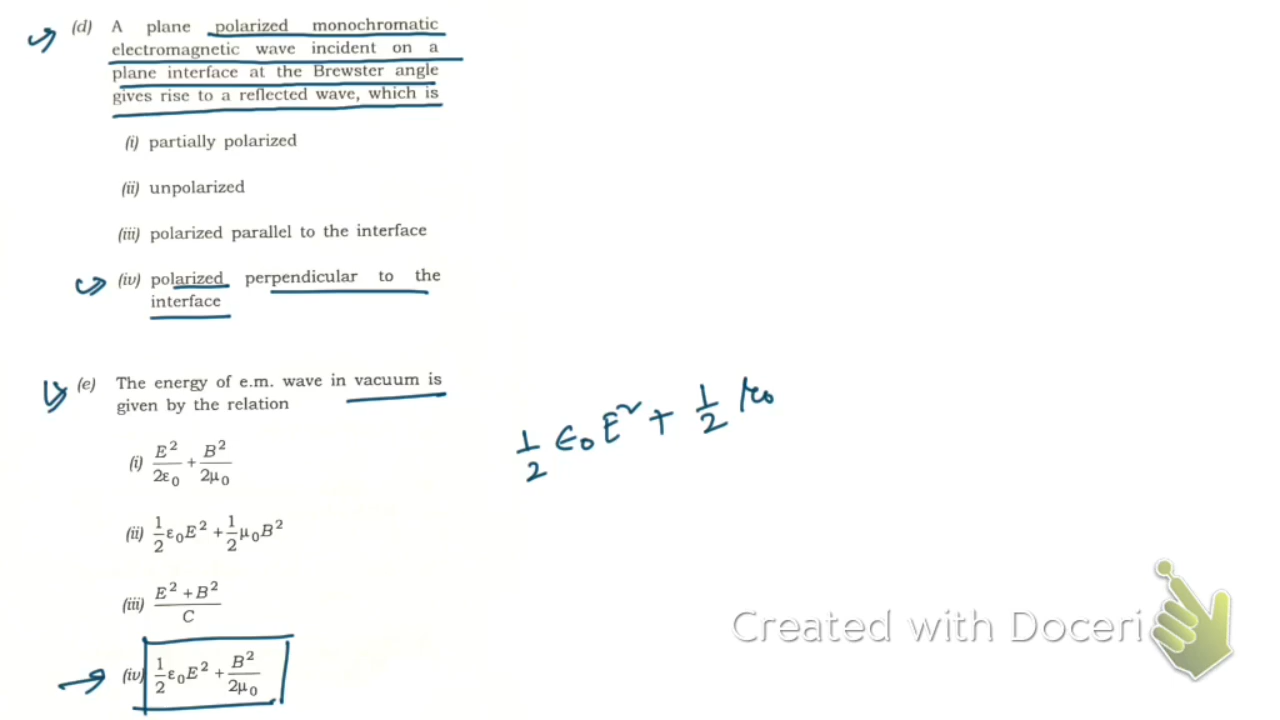 (d) A plane polarized monochromatic
electromagnetic wave incident on a
plane interface at the Brewster angle
gives rise to a reflected wave, which is
(i) partially polarized
(ii) unpolarized
(iii) polarized parallel to the interface
(iv) polarized perpendicular to the
interface
(e) The energy of e.m. wave in vacuum is
given by the relation
(i) E²/2ε₀ + B²/2μ₀
(ii) 1/2 ε₀E² + 1/2 μ₀B²
(iii) E² + B²/C
(iv) 1/2 ε₀E² + B²/2μ₀
1/2 ε₀E² + 1/2 μ₀
Created with Doceri